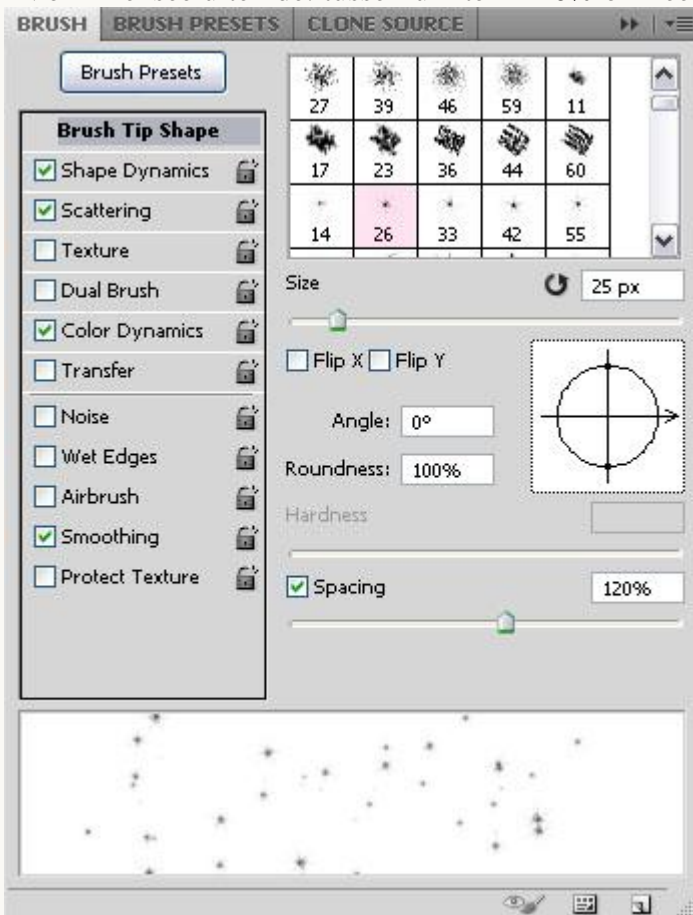 BRUSH BRUSH PRESETS CLONE SOURCE
Brush Presets
Brush Tip Shape
Shape Dynamics
Scattering
Texture
Dual Brush
Color Dynamics
Transfer
Noise
Wet Edges
Airbrush
Smoothing
Protect Texture
27 39 46 59 11
17 23 36 44 60
14 26 33 42 55
Size 25 px
Flip X Flip Y
Angle: 0°
Roundness: 100%
Hardness
Spacing 120%